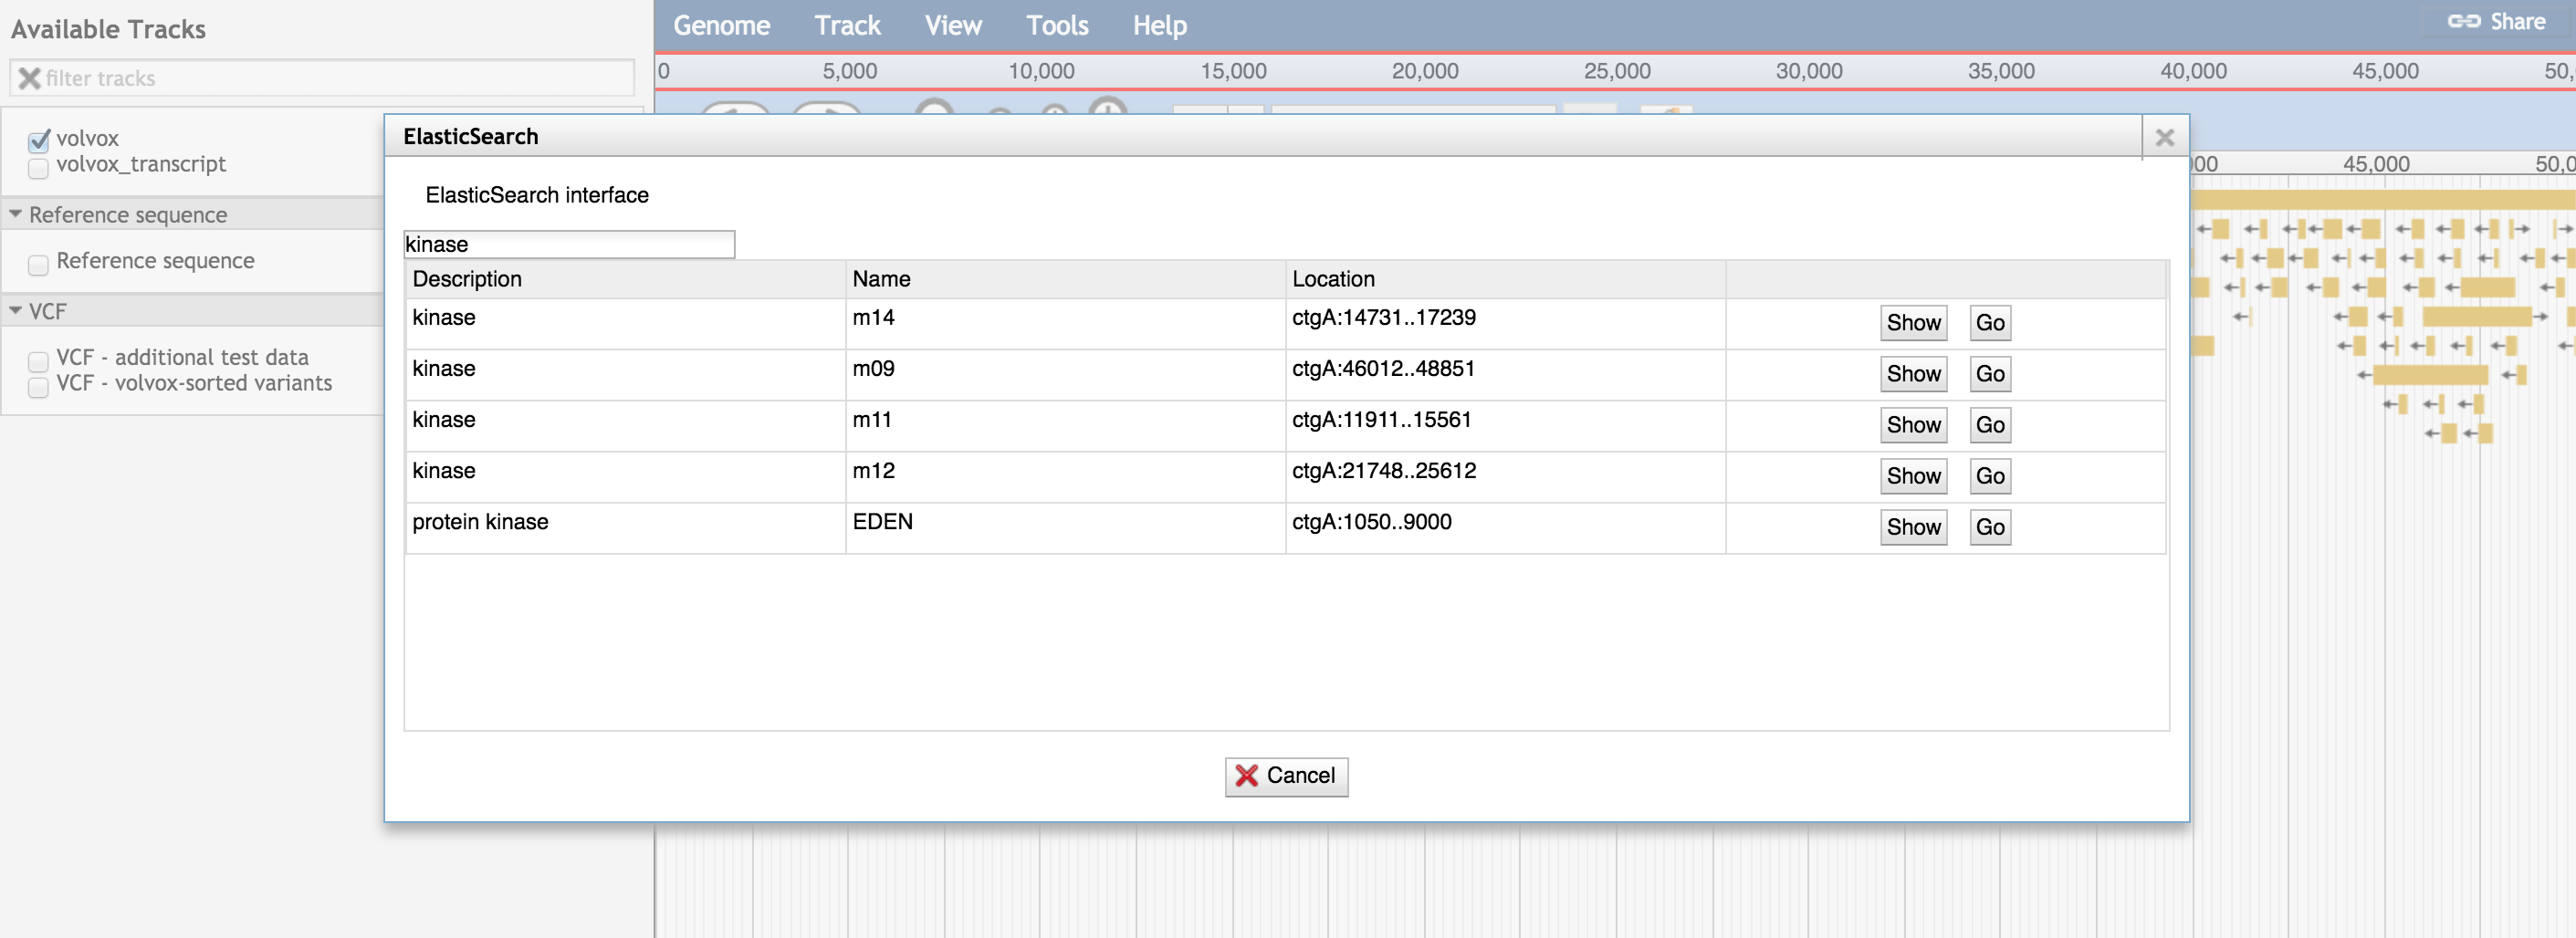 Available Tracks
filter tracks
volvox
volvox_transcript
Reference sequence
Reference sequence
VCF
VCF - additional test data
VCF - volvox-sorted variants
Genome Track View Tools Help Share
0 5,000 10,000 15,000 20,000 25,000 30,000 35,000 40,000 45,000 50,
000 45,000 50,0
ElasticSearch
ElasticSearch interface
kinase
Description Name Location
kinase m14 ctgA:14731..17239 Show Go
kinase m09 ctgA:46012..48851 Show Go
kinase m11 ctgA:11911..15561 Show Go
kinase m12 ctgA:21748..25612 Show Go
protein kinase EDEN ctgA:1050..9000 Show Go
Cancel